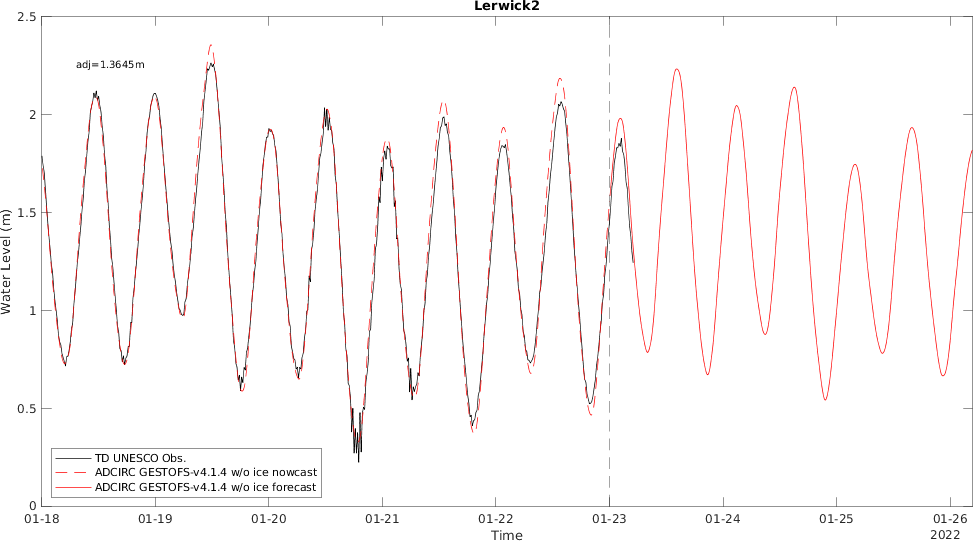 Lerwick2
2.5
adj=1.3645m
2
1.5
Water Level (m)
1
0.5
TD UNESCO Obs.
ADCIRC GESTOFS-v4.1.4 w/o ice nowcast
ADCIRC GESTOFS-v4.1.4 w/o ice forecast
0
01-18 01-19 01-20 01-21 01-22 01-23 01-24 01-25 01-26
Time 2022